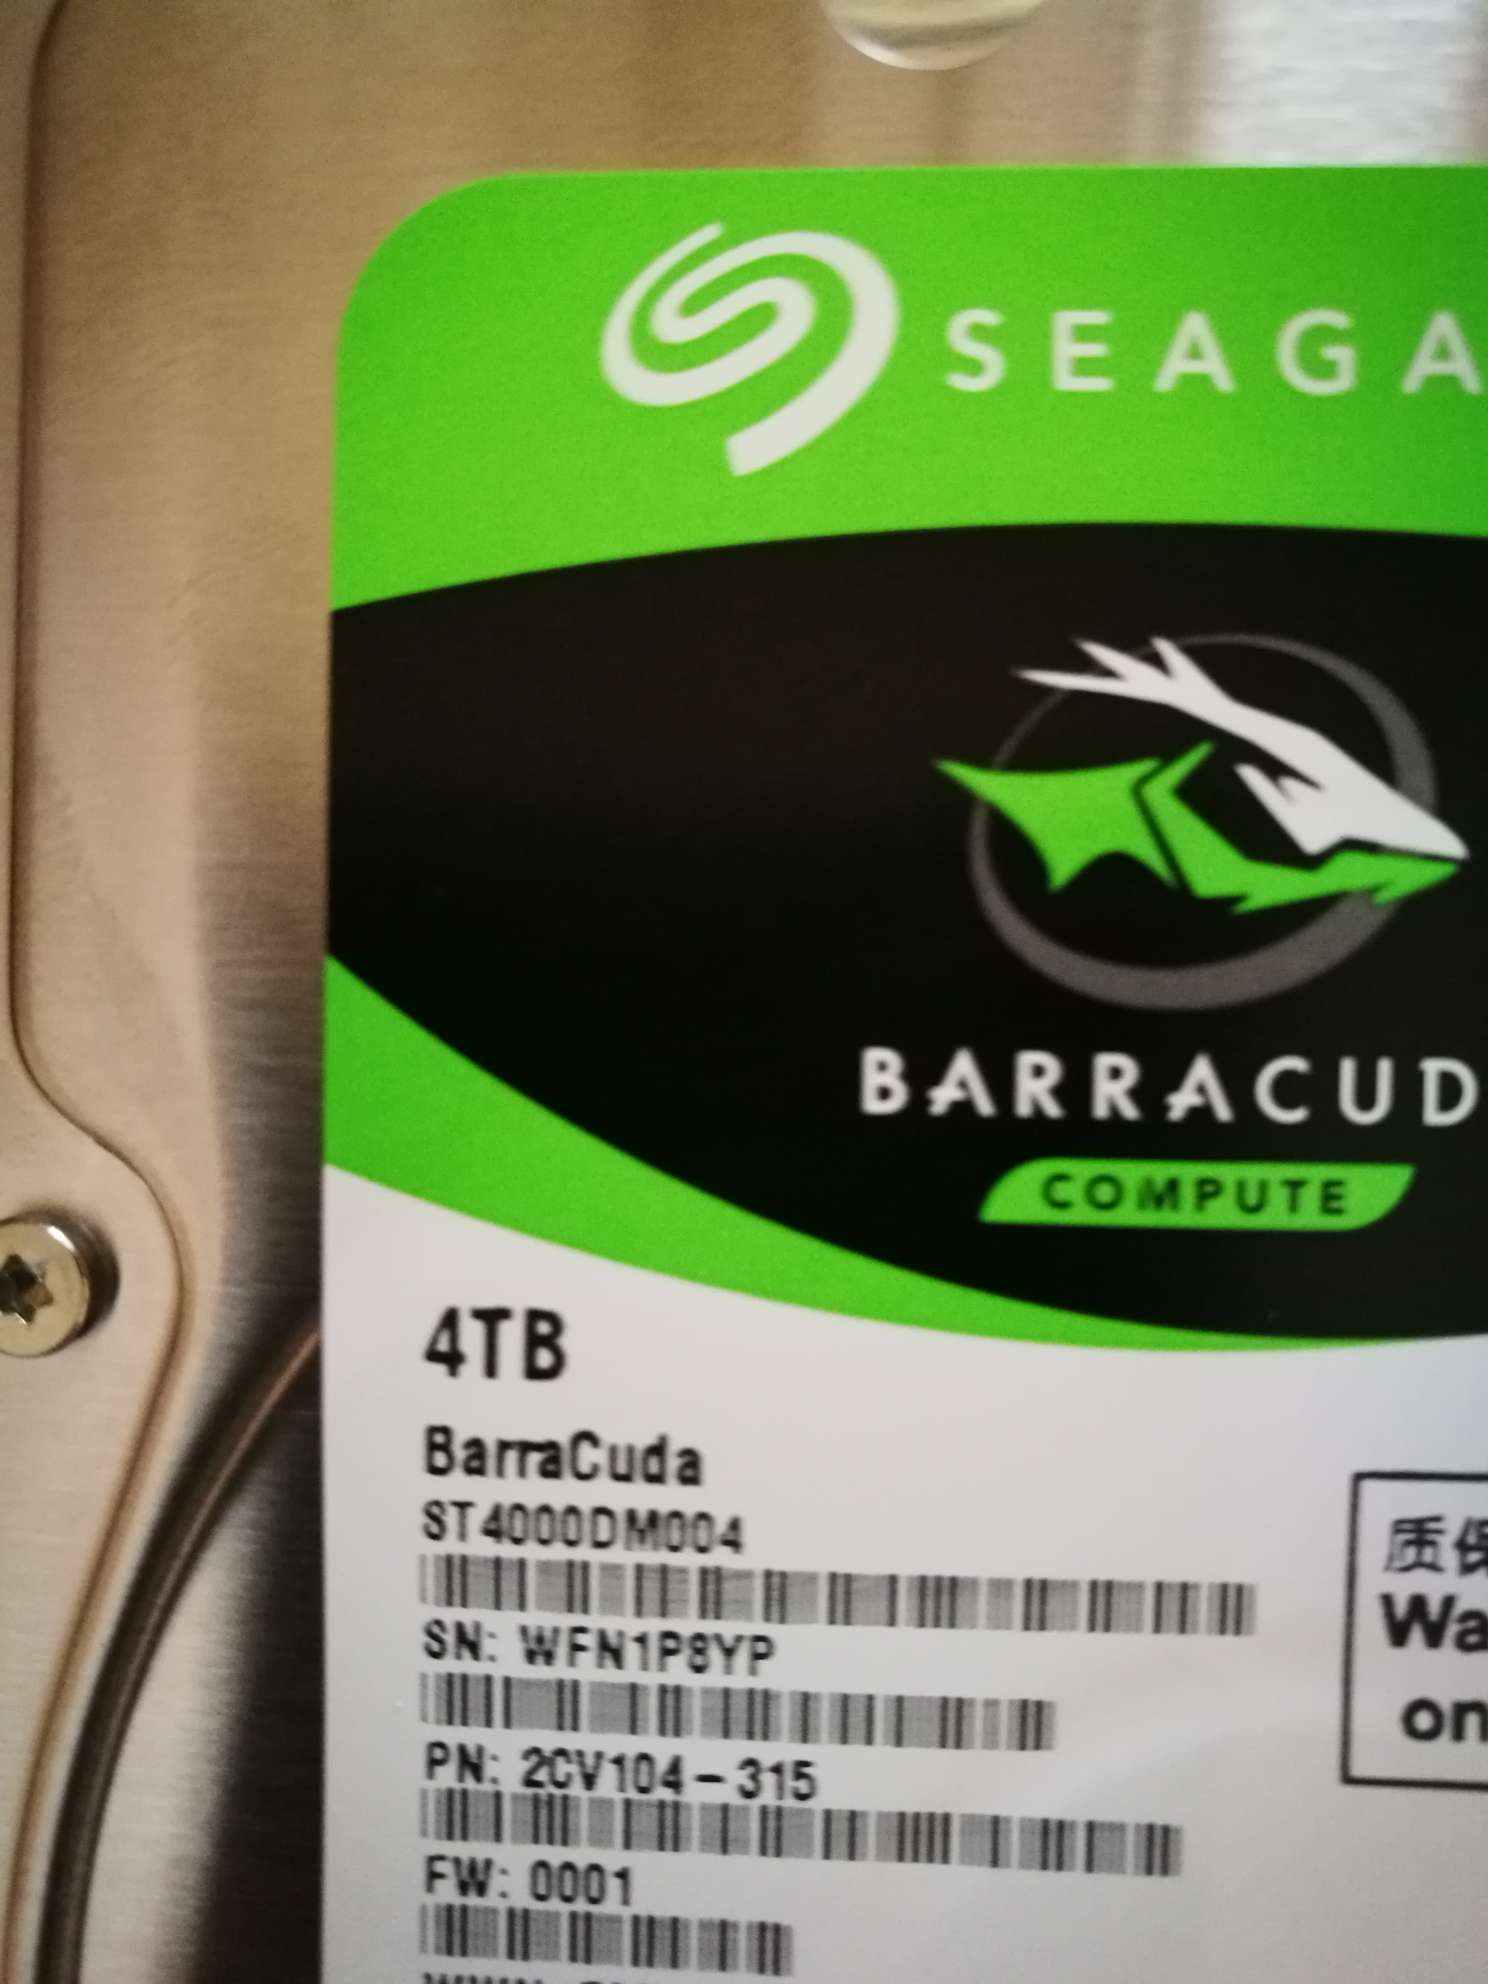 SEAGA
BARRACUD
COMPUTE
4TB
BarraCuda
ST4000DM004
SN: WFN1P8YP
PN: 2CV104-315
FW: 0001
质保
Wa
on